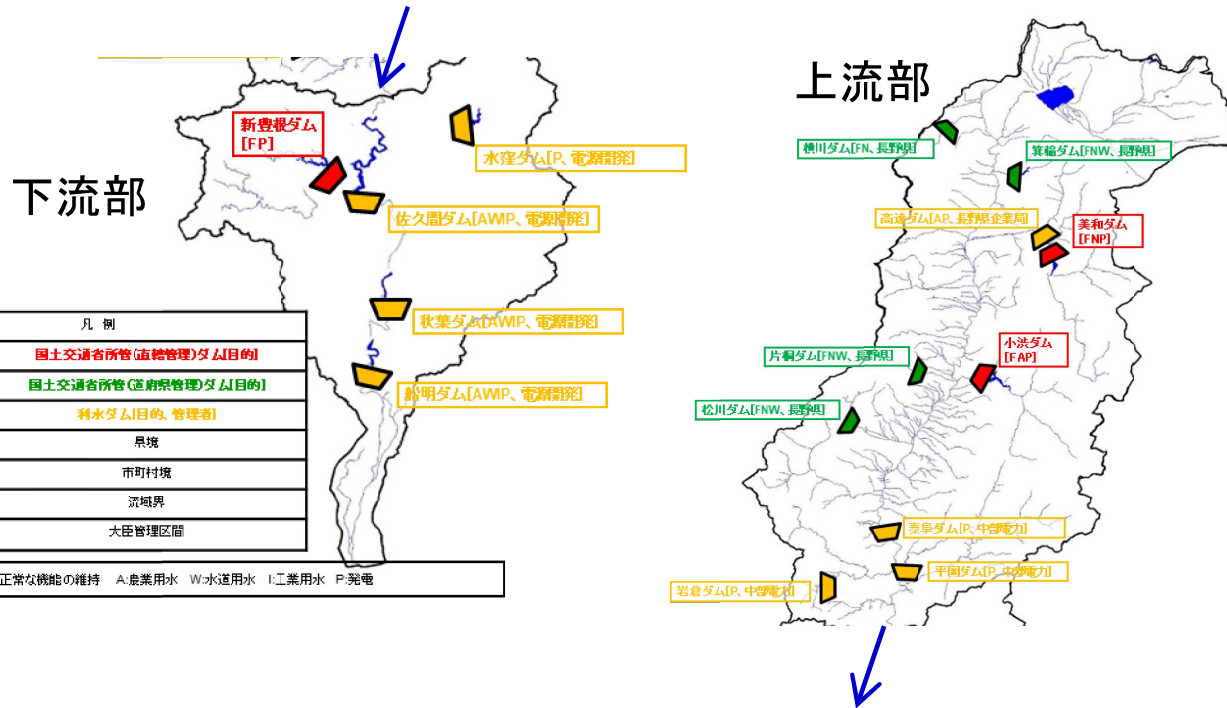 上流部
横川ダム[FN、長野県]
箕輪ダム[FNW、長野県]
高遠ダム[AP、長野県企業局]
美和ダム
[FNP]
小渋ダム
[FAP]
片桐ダム[FNW、長野県]
松川ダム[FNW、長野県]
泰阜ダム[P、中部電力]
平岡ダム[P、中部電力]
岩倉ダム[P、中部電力]
下流部
新豊根ダム
[FP]
水窪ダム[P、電源開発]
佐久間ダム[AWIP、電源開発]
秋葉ダム[AWIP、電源開発]
船明ダム[AWIP、電源開発]
凡 例
国土交通省所管(直轄管理)ダム[目的]
国土交通省所管(道府県管理)ダム[目的]
利水ダム[目的、管理者]
県境
市町村境
流域界
大臣管理区間
正常な機能の維持 A:農業用水 W:水道用水 I:工業用水 P:発電